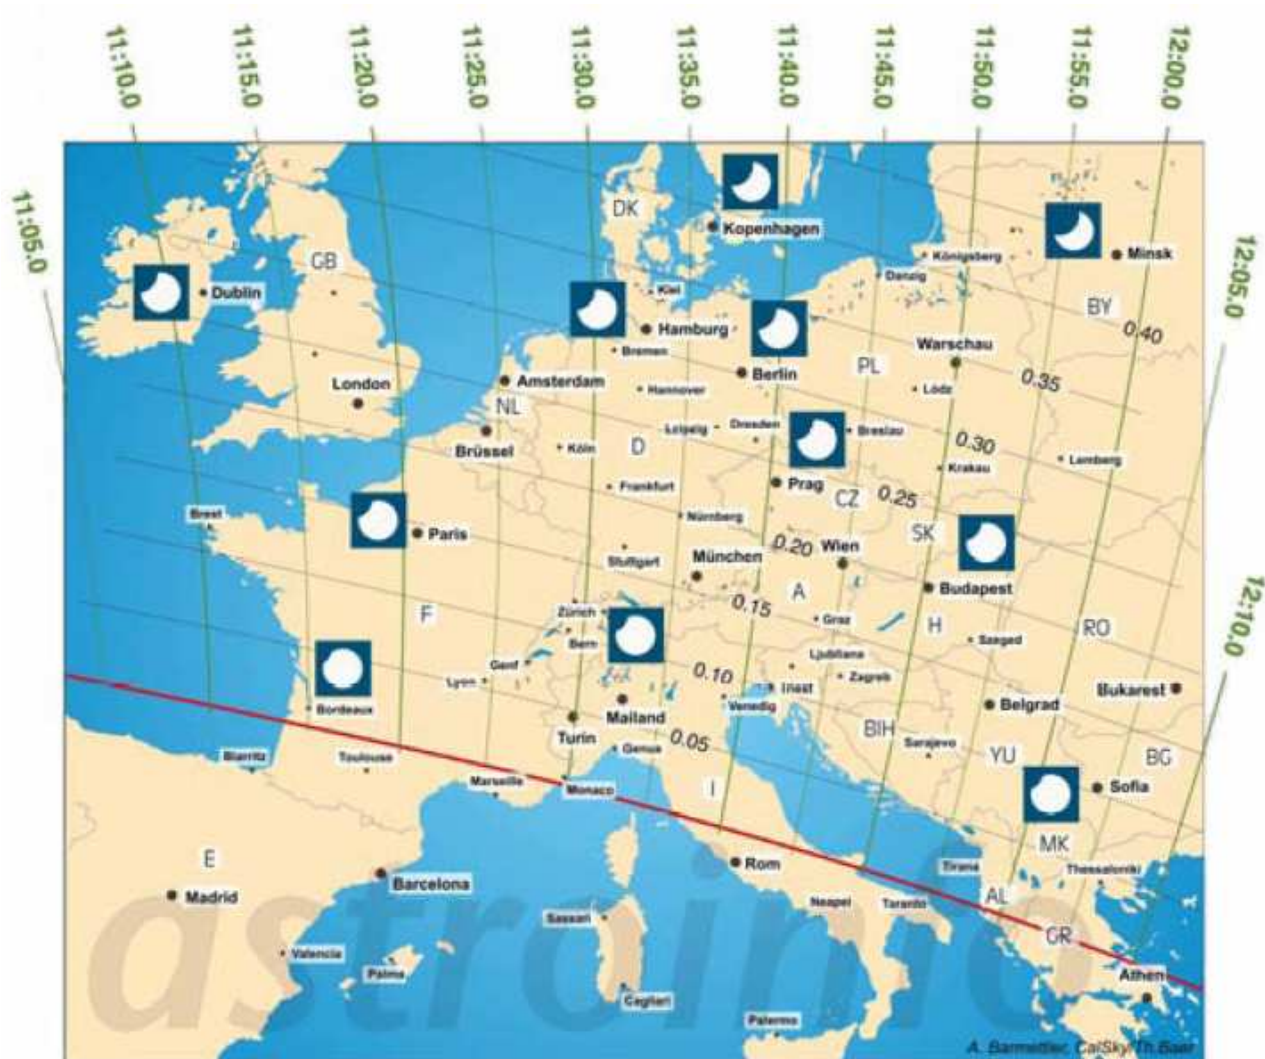 11:10.0
11:15.0
11:20.0
11:25.0
11:30.0
11:35.0
11:40.0
11:45.0
11:50.0
11:55.0
12:00.0
11:05.0
12:05.0
12:10.0
DK
Kopenhagen
Minsk
Königsberg
Danzig
GB
Dublin
Kiel
BY
0.40
Hamburg
Bremen
Warschau
PL
Berlin
0.35
London
Amsterdam
Hannover
Lódz
NL
Leipzig
Dresden
Breslau
Brüssel
Köln
D
0.30
Lemberg
Krakau
Frankfurt
Prag
CZ
0.25
Brest
Paris
Nürnberg
SK
0.20
Wien
Stuttgart
München
A
Budapest
0.15
Zürich
F
Graz
H
RO
Bern
Szeged
Genf
Ljubljana
Lyon
0.10
Zagreb
Inast
Bukarest
Bordeaux
Venedig
Belgrad
Mailand
Turin
0.05
BIH
Sarajevo
YU
BG
Genua
Biarritz
Toulouse
Marseille
Monaco
I
Sofia
MK
E
Rom
Tirana
Thessaloniki
Barcelona
Madrid
AL
Neapel
Taranto
Sassari
GR
Valencia
Palma
Athen
Cagliari
astroinfo
Palermo
A. Barmettler, CalSky/Th.Baer